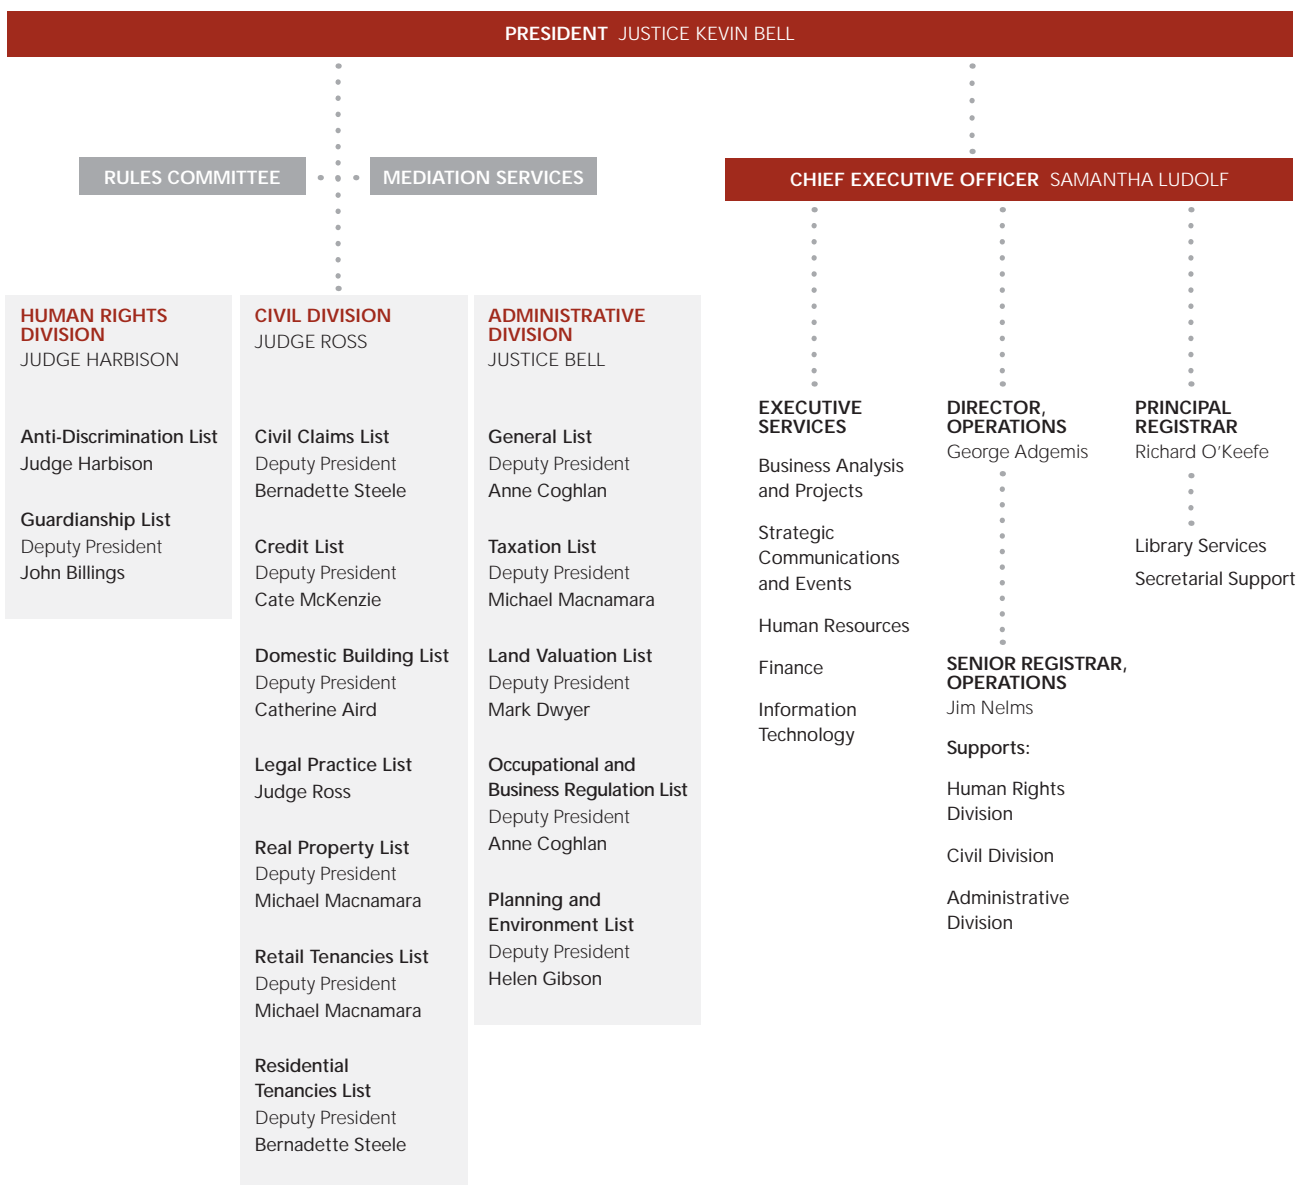 PRESIDENT JUSTICE KEVIN BELL
RULES COMMITTEE
MEDIATION SERVICES
CHIEF EXECUTIVE OFFICER SAMANTHA LUDOLF
HUMAN RIGHTS
DIVISION
JUDGE HARBISON
Anti-Discrimination List
Judge Harbison
Guardianship List
Deputy President
John Billings
CIVIL DIVISION
JUDGE ROSS
Civil Claims List
Deputy President
Bernadette Steele
Credit List
Deputy President
Cate McKenzie
Domestic Building List
Deputy President
Catherine Aird
Legal Practice List
Judge Ross
Real Property List
Deputy President
Michael Macnamara
Retail Tenancies List
Deputy President
Michael Macnamara
Residential
Tenancies List
Deputy President
Bernadette Steele
ADMINISTRATIVE
DIVISION
JUSTICE BELL
General List
Deputy President
Anne Coghlan
Taxation List
Deputy President
Michael Macnamara
Land Valuation List
Deputy President
Mark Dwyer
Occupational and
Business Regulation List
Deputy President
Anne Coghlan
Planning and
Environment List
Deputy President
Helen Gibson
EXECUTIVE
SERVICES
Business Analysis
and Projects
Strategic
Communications
and Events
Human Resources
Finance
Information
Technology
DIRECTOR,
OPERATIONS
George Adgemis
SENIOR REGISTRAR,
OPERATIONS
Jim Nelms
Supports:
Human Rights
Division
Civil Division
Administrative
Division
PRINCIPAL
REGISTRAR
Richard O'Keefe
Library Services
Secretarial Support